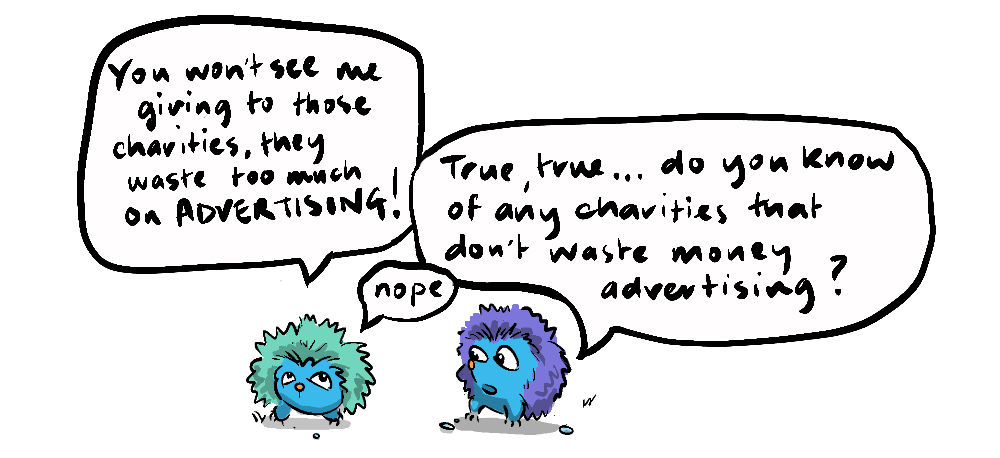 You won't see me
giving to those
charities, they
waste too much
on ADVERTISING!
True, true... do you know
of any charities that
don't waste money
advertising?
nope